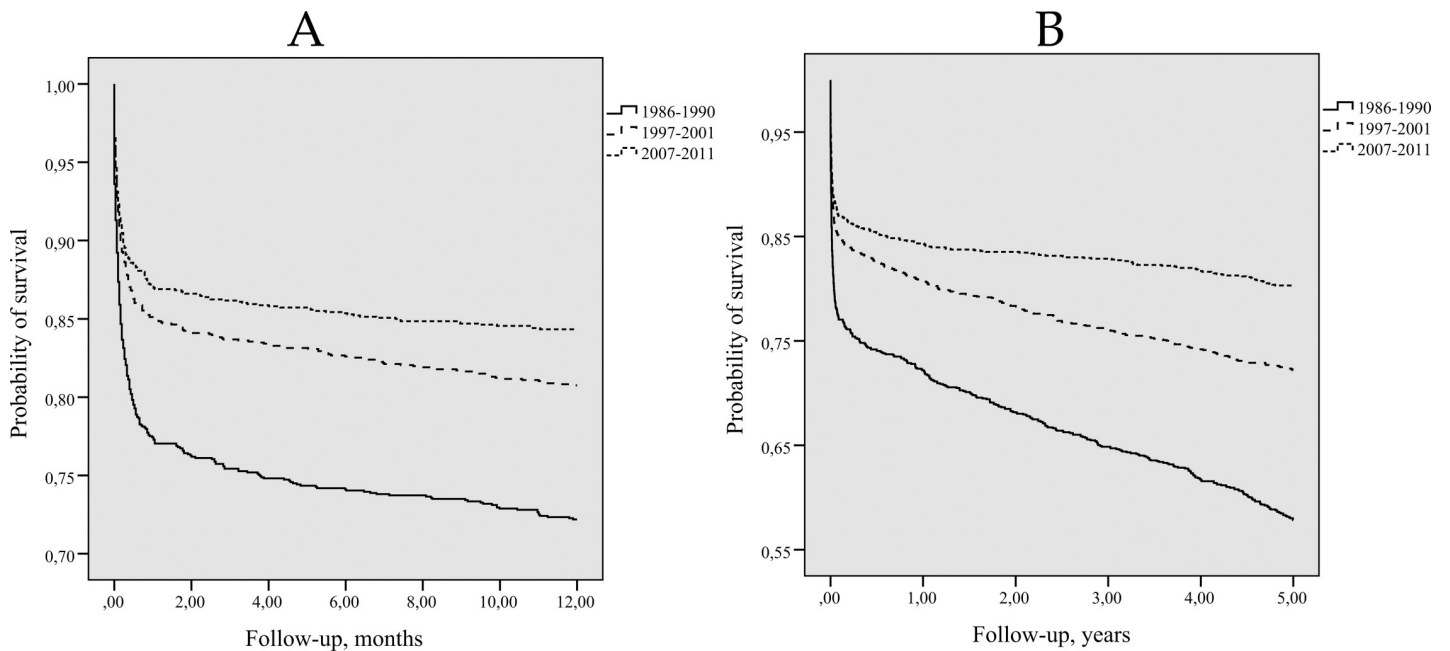 A
Probability of survival
1,00
0,95
0,90
0,85
0,80
0,75
0,70
,00 2,00 4,00 6,00 8,00 10,00 12,00
Follow-up, months
1986-1990
1997-2001
2007-2011
B
Probability of survival
0,95
0,85
0,75
0,65
0,55
,00 1,00 2,00 3,00 4,00 5,00
Follow-up, years
1986-1990
1997-2001
2007-2011